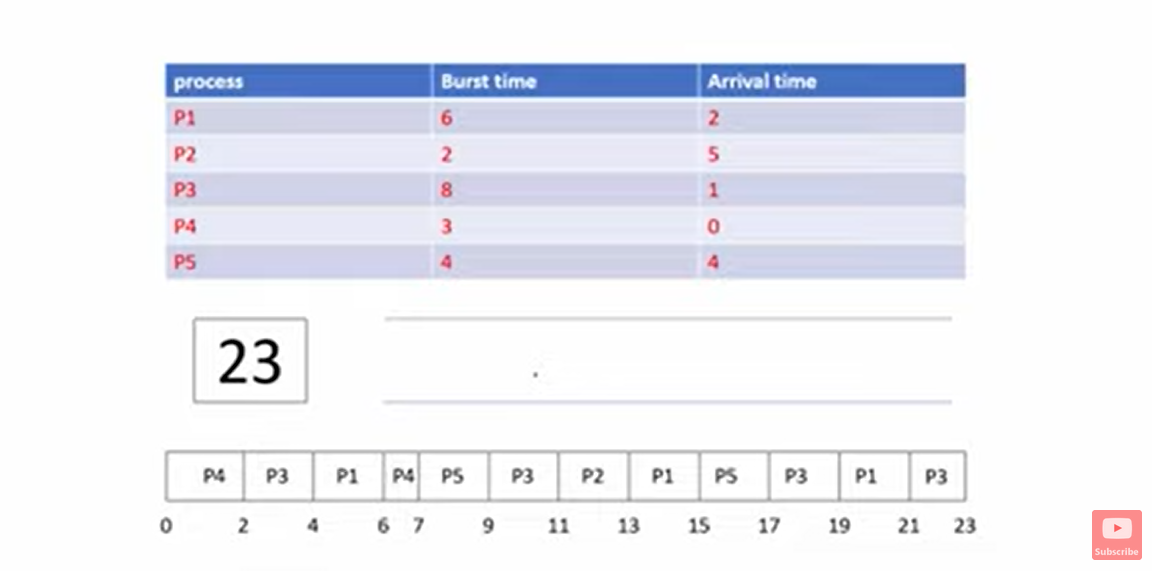 process Burst time Arrival time
P1 6 2
P2 2 5
P3 8 1
P4 3 0
P5 4 4
23
P4 P3 P1 P4 P5 P3 P2 P1 P5 P3 P1 P3
0 2 4 6 7 9 11 13 15 17 19 21 23
Subscribe